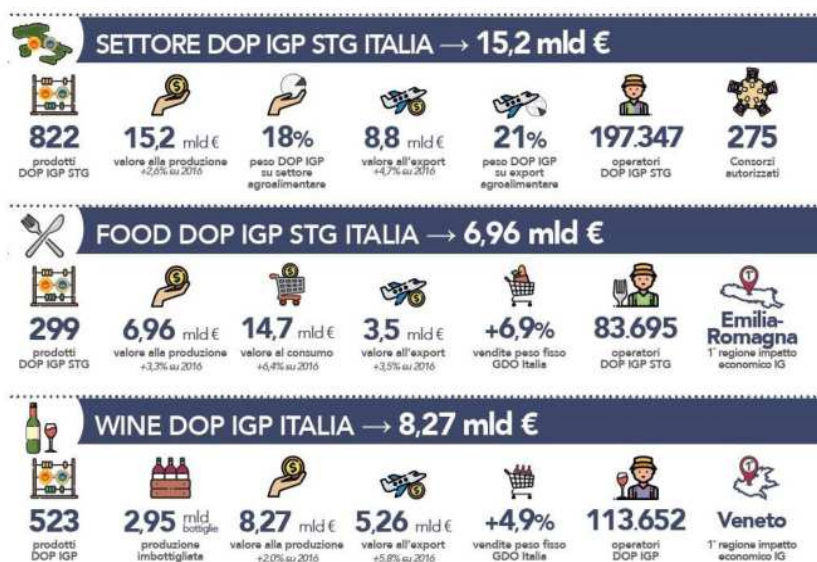 SETTORE DOP IGP STG ITALIA → 15,2 mld €
822
prodotti
DOP IGP STG
15,2 mld €
valore alla produzione
+2,6% su 2016
18%
peso DOP IGP
su settore
agroalimentare
8,8 mld €
valore all'export
+4,7% su 2016
21%
peso DOP IGP
su export
agroalimentare
197.347
operatori
DOP IGP STG
275
Consorzi
autorizzati
FOOD DOP IGP STG ITALIA → 6,96 mld €
299
prodotti
DOP IGP STG
6,96 mld €
valore alla produzione
+3,3% su 2016
14,7 mld €
valore al consumo
+6,4% su 2016
3,5 mld €
valore all'export
+3,5% su 2016
+6,9%
vendite peso fisso
GDO Italia
83.695
operatori
DOP IGP STG
1°
Emilia-
Romagna
1° regione impatto
economico IG
WINE DOP IGP ITALIA → 8,27 mld €
523
prodotti
DOP IGP
2,95 mld bottiglie
produzione
imbottigliata
8,27 mld €
valore alla produzione
+2,0% su 2016
5,26 mld €
valore all'export
+5,8% su 2016
+4,9%
vendite peso fisso
GDO Italia
113.652
operatori
DOP IGP
1°
Veneto
1° regione impatto
economico IG